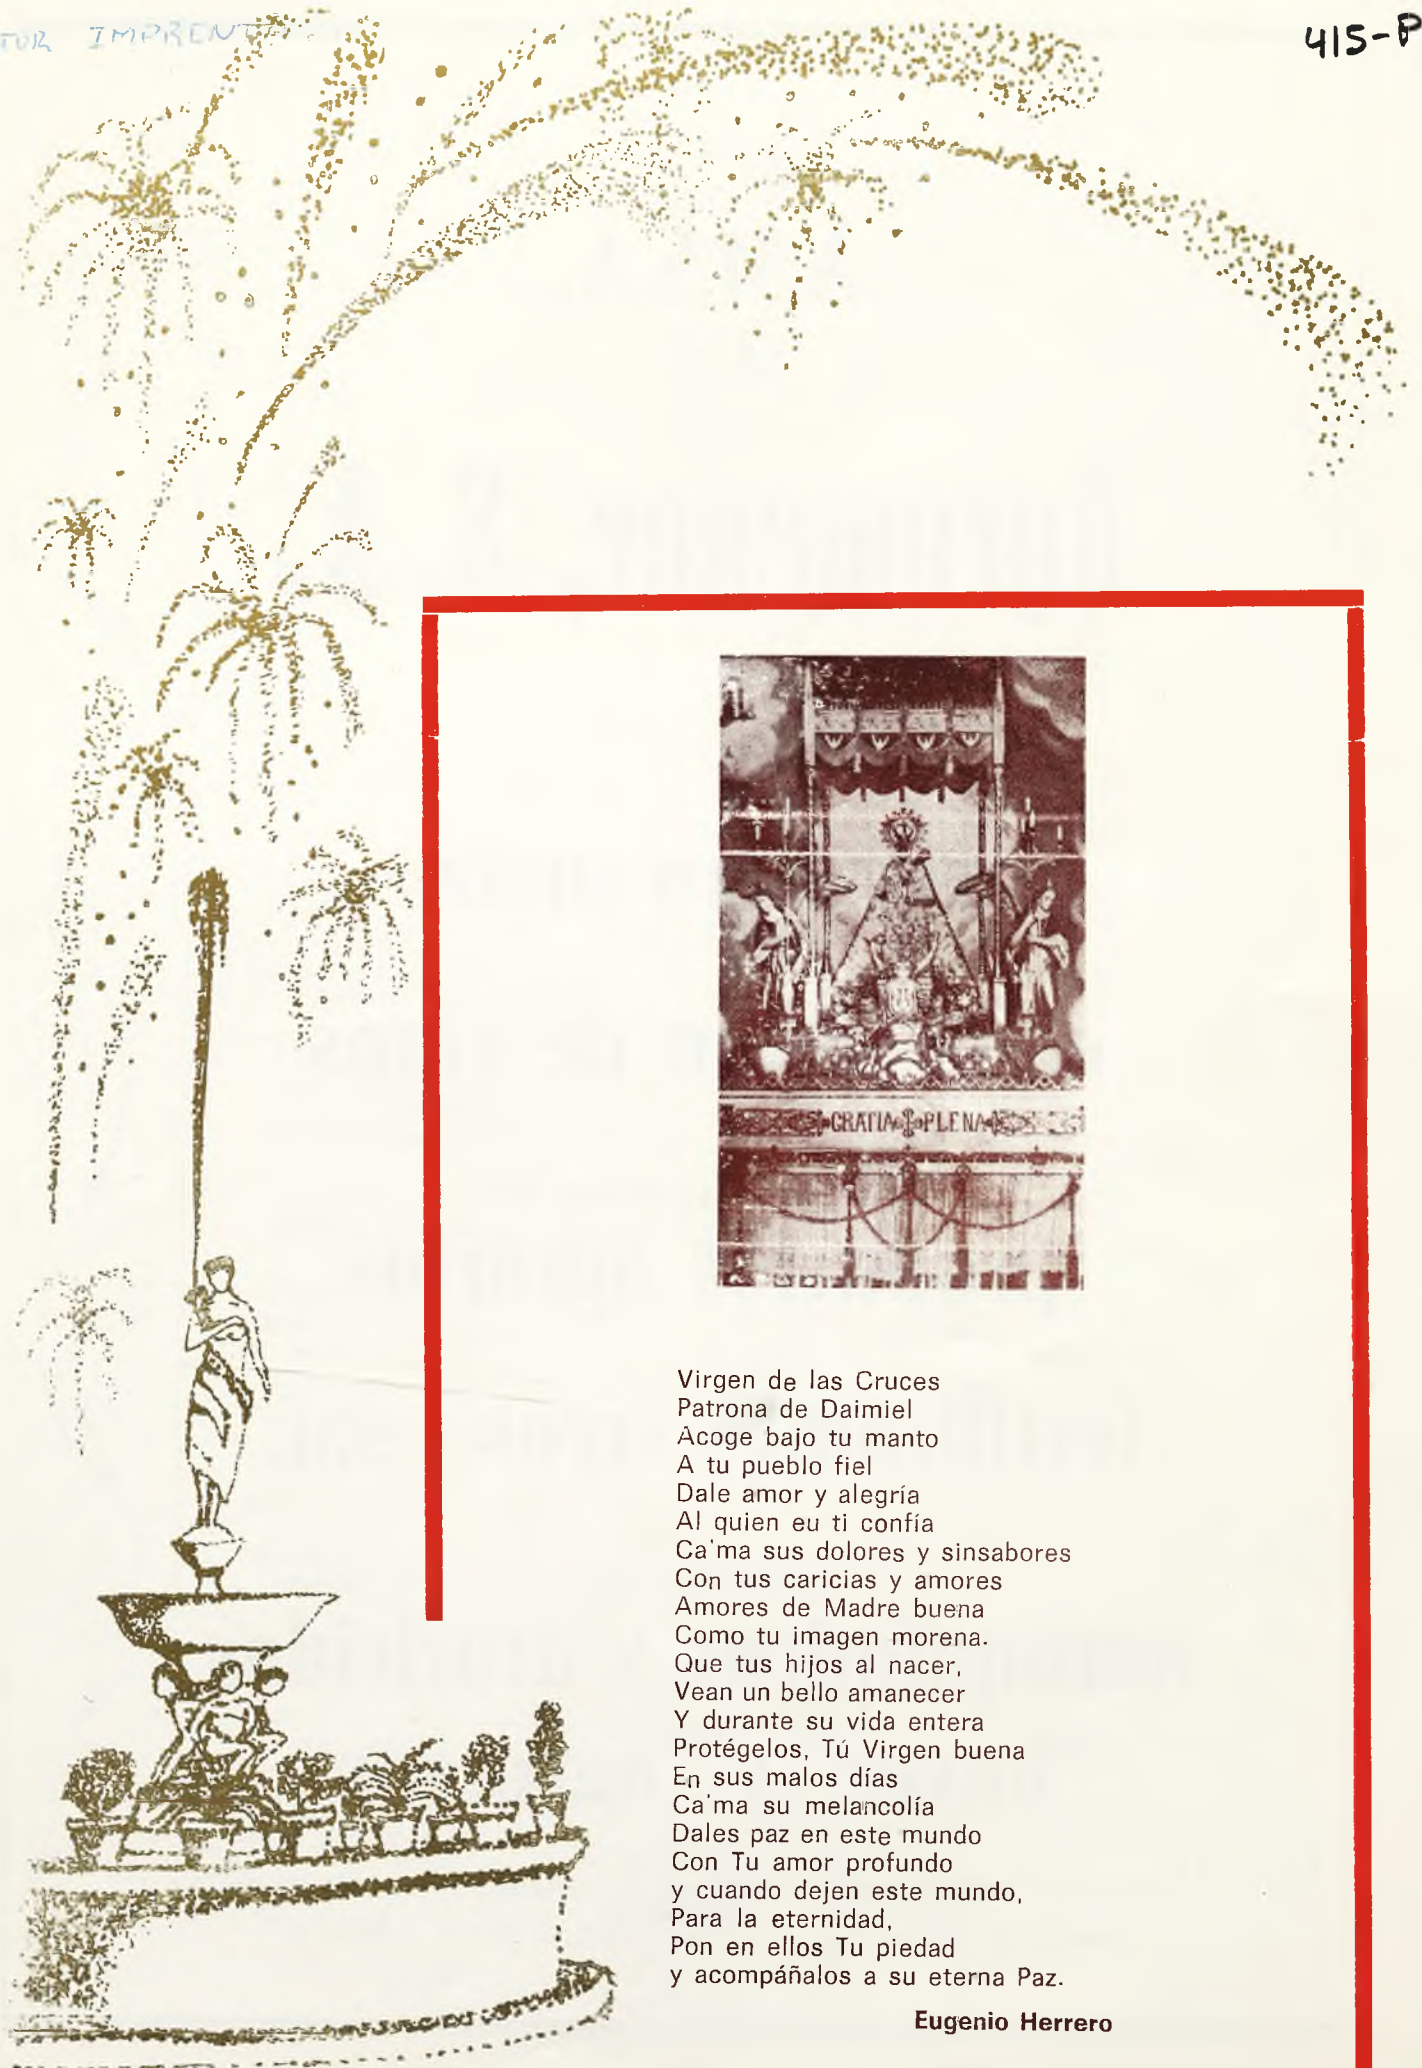 IMPRENT
415-P
GRATIA PLENA
Virgen de las Cruces
Patrona de Daimiel
Acoge bajo tu manto
A tu pueblo fiel
Dale amor y alegría
Al quien eu ti confía
Ca'ma sus dolores y sinsabores
Con tus caricias y amores
Amores de Madre buena
Como tu imagen morena.
Que tus hijos al nacer,
Vean un bello amanecer
Y durante su vida entera
Protégelos, Tú Virgen buena
En sus malos días
Ca'ma su melancolía
Dales paz en este mundo
Con Tu amor profundo
y cuando dejen este mundo,
Para la eternidad,
Pon en ellos Tu piedad
y acompáñalos a su eterna Paz.
Eugenio Herrero